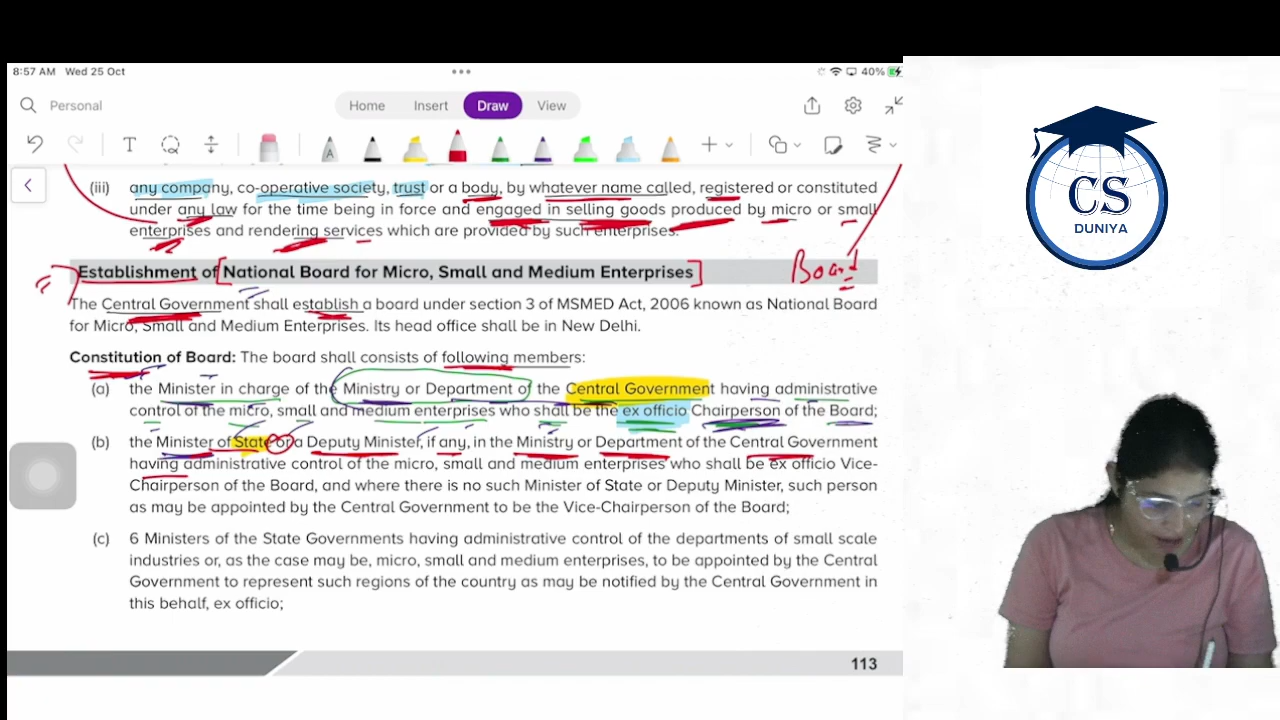 8:57 AM Wed 25 Oct
40%
Personal
Home Insert Draw View
(iii) any company, co-operative society, trust or a body, by whatever name called, registered or constituted
under any law for the time being in force and engaged in selling goods produced by micro or small
enterprises and rendering services which are provided by such enterprises.
Establishment of National Board for Micro, Small and Medium Enterprises
Board
The Central Government shall establish a board under section 3 of MSMED Act, 2006 known as National Board
for Micro, Small and Medium Enterprises. Its head office shall be in New Delhi.
Constitution of Board: The board shall consists of following members:
(a) the Minister in charge of the Ministry or Department of the Central Government having administrative
control of the micro, small and medium enterprises who shall be the ex officio Chairperson of the Board;
(b) the Minister of State or a Deputy Minister, if any, in the Ministry or Department of the Central Government
having administrative control of the micro, small and medium enterprises who shall be ex officio Vice-
Chairperson of the Board, and where there is no such Minister of State or Deputy Minister, such person
as may be appointed by the Central Government to be the Vice-Chairperson of the Board;
(c) 6 Ministers of the State Governments having administrative control of the departments of small scale
industries or, as the case may be, micro, small and medium enterprises, to be appointed by the Central
Government to represent such regions of the country as may be notified by the Central Government in
this behalf, ex officio;
113
CS
DUNIYA